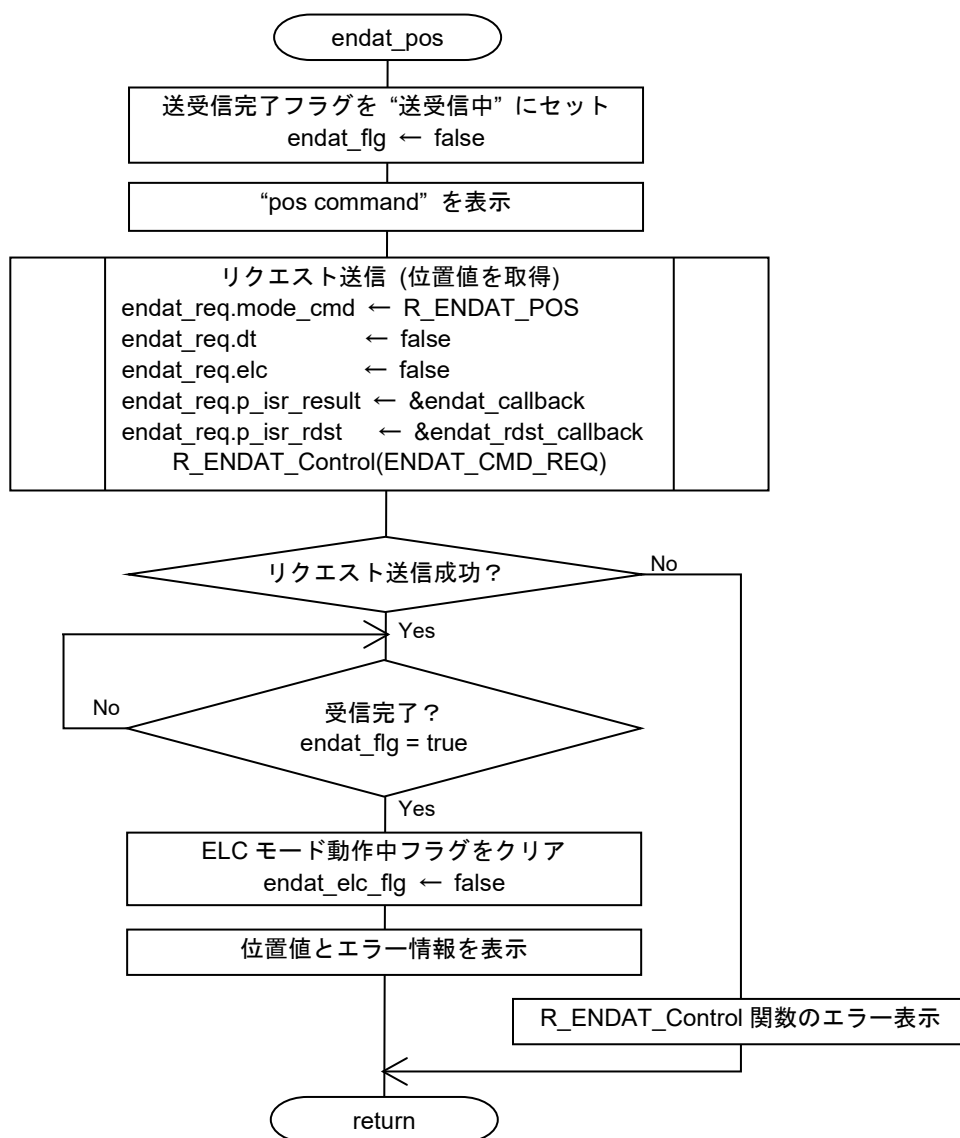 endat_pos
送受信完了フラグを “送受信中” にセット
endat_flg ← false
“pos command” を表示
リクエスト送信 (位置値を取得)
endat_req.mode_cmd ← R_ENDAT_POS
endat_req.dt ← false
endat_req.elc ← false
endat_req.p_isr_result ← &endat_callback
endat_req.p_isr_rdst ← &endat_rdst_callback
R_ENDAT_Control(ENDAT_CMD_REQ)
リクエスト送信成功？
No
Yes
No
受信完了？
endat_flg = true
Yes
ELC モード動作中フラグをクリア
endat_elc_flg ← false
位置値とエラー情報を表示
R_ENDAT_Control 関数のエラー表示
return